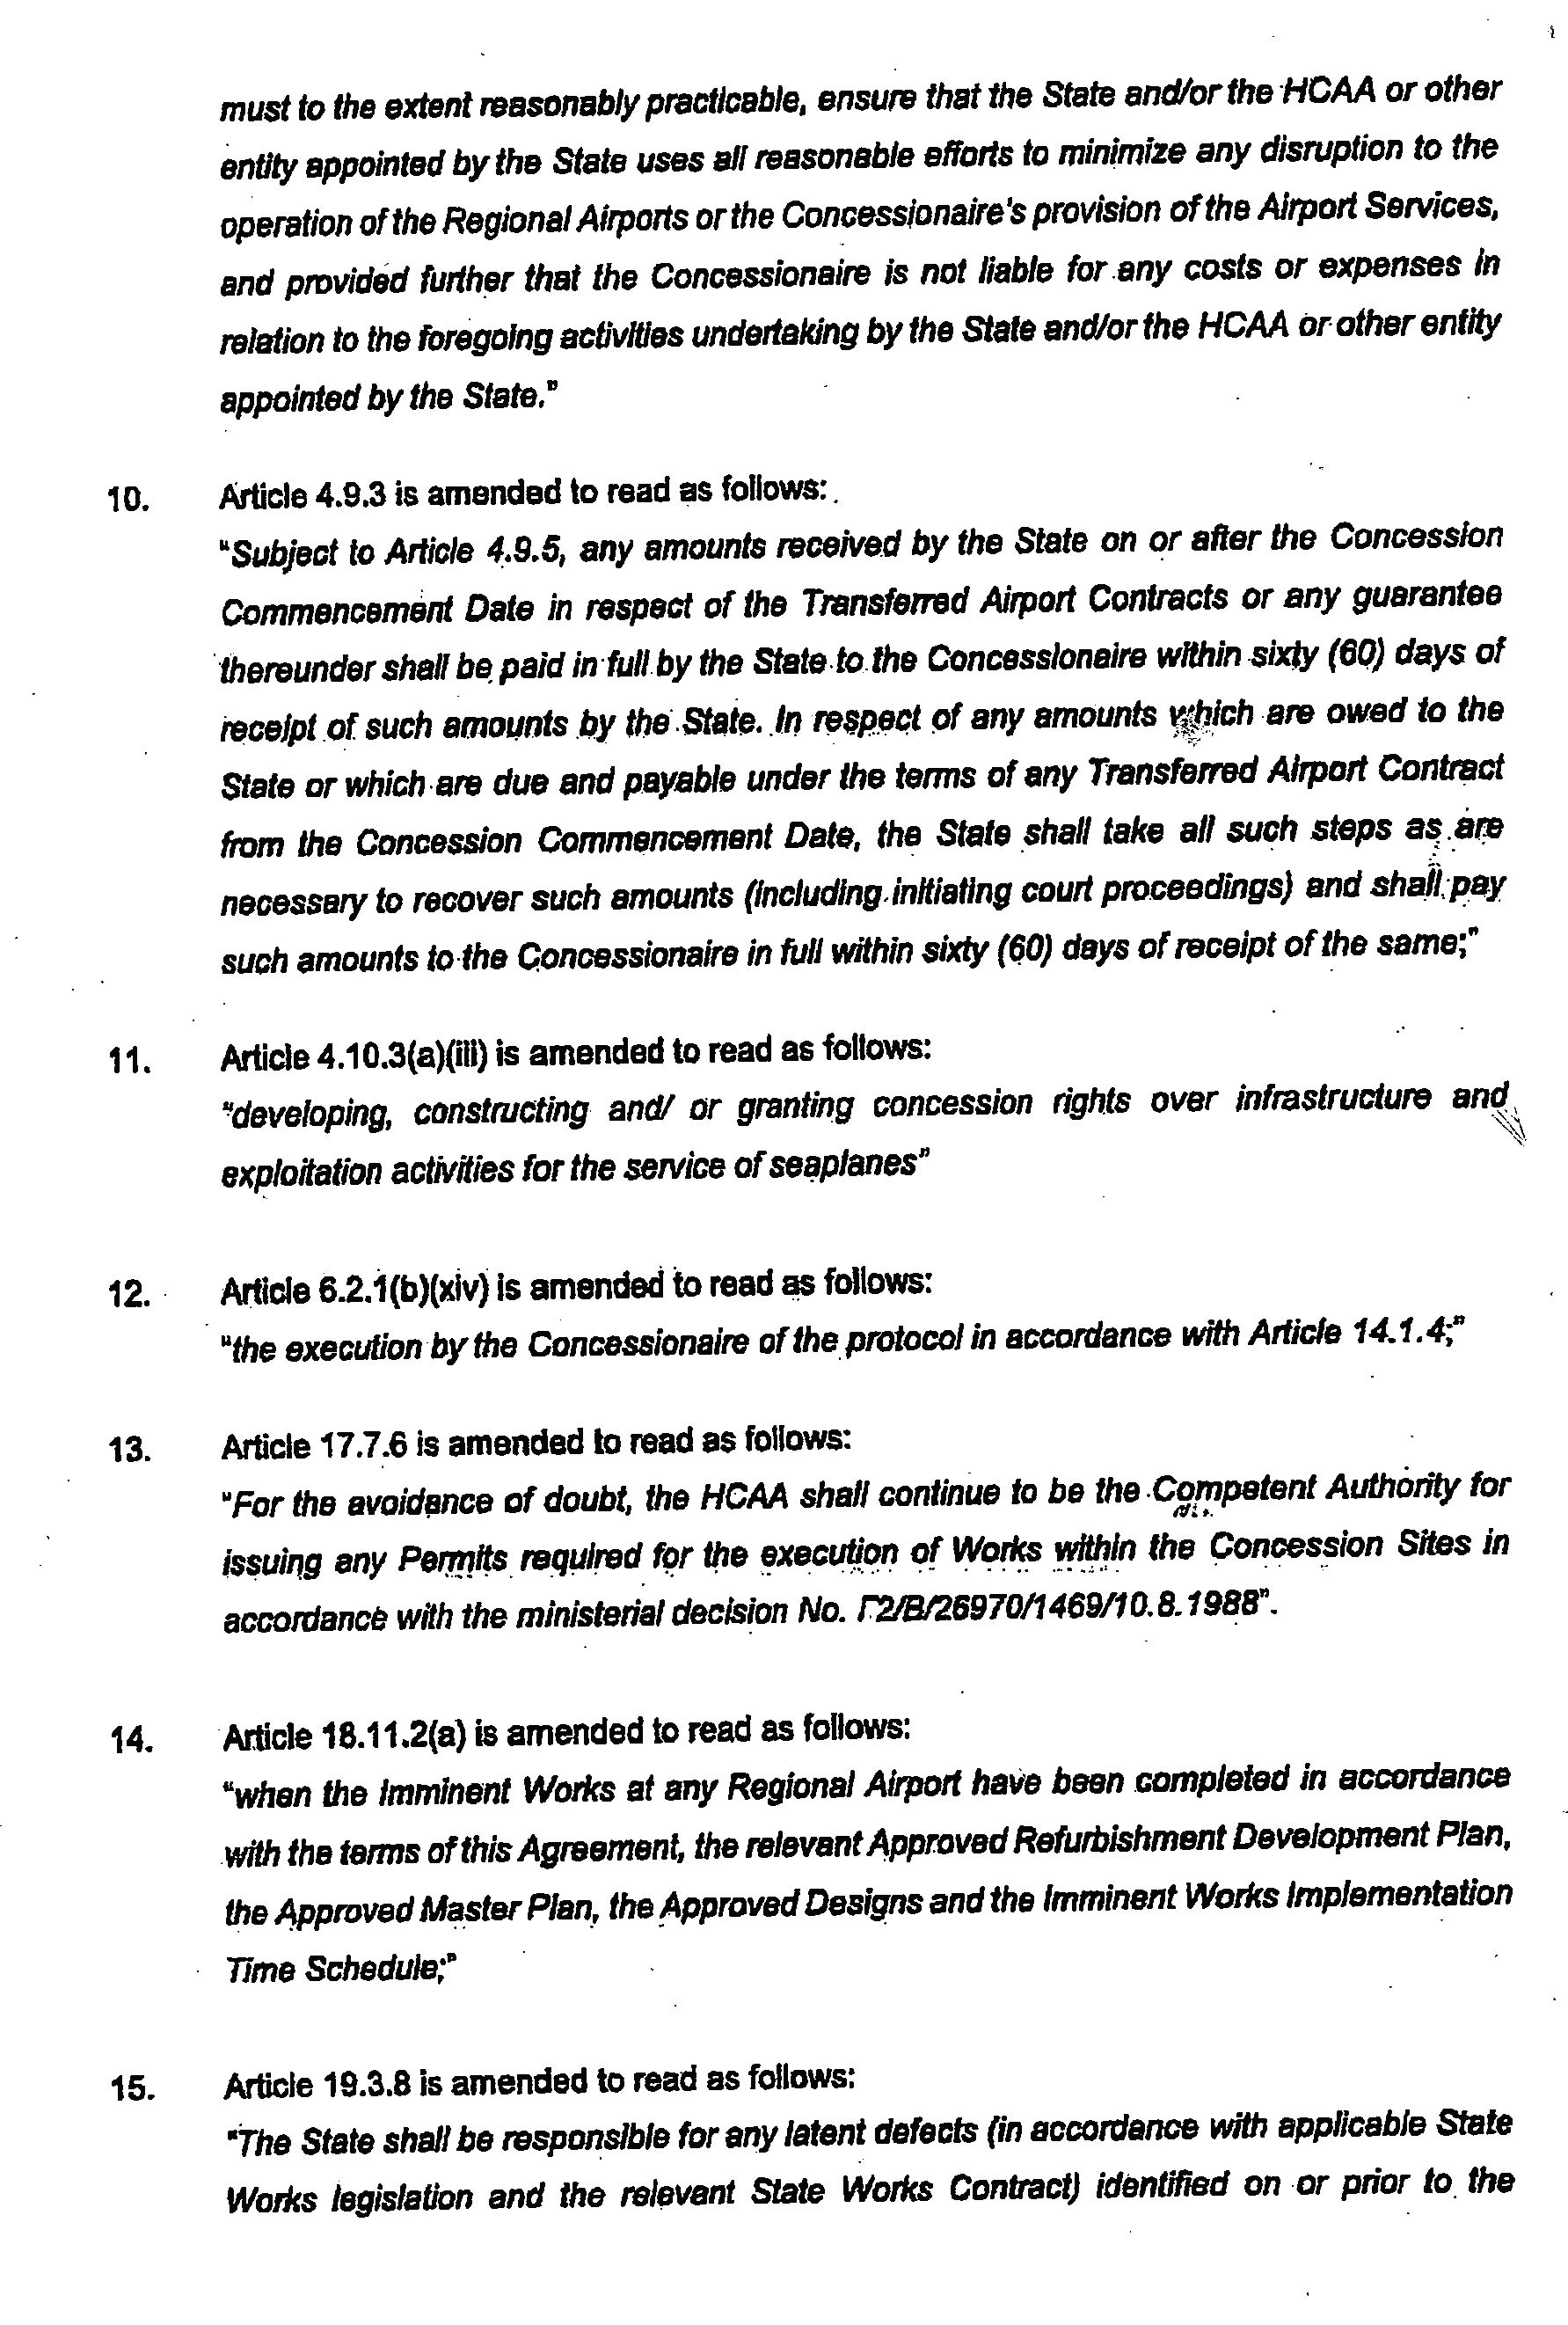 must to the extent reasonably practicable, ensure that the State and/or the HCAA or other
entity appointed by the State uses all reasonable efforts to minimize any disruption to the
operation of the Regional Airports or the Concessionaire's provision of the Airport Services,
and provided further that the Concessionaire is not liable for any costs or expenses in
relation to the foregoing activities undertaking by the State and/or the HCAA or other entity
appointed by the State."
10. Article 4.9.3 is amended to read as follows:
"Subject to Article 4.9.5, any amounts received by the State on or after the Concession
Commencement Date in respect of the Transferred Airport Contracts or any guarantee
thereunder shall be paid in full by the State to the Concessionaire within sixty (60) days of
receipt of such amounts by the State. In respect of any amounts which are owed to the
State or which are due and payable under the terms of any Transferred Airport Contract
from the Concession Commencement Date, the State shall take all such steps as are
necessary to recover such amounts (including initiating court proceedings) and shall pay
such amounts to the Concessionaire in full within sixty (60) days of receipt of the same;"
11. Article 4.10.3(a)(iii) is amended to read as follows:
"developing, constructing and/ or granting concession rights over infrastructure and
exploitation activities for the service of seaplanes"
12. Article 6.2.1(b)(xiv) is amended to read as follows:
"the execution by the Concessionaire of the protocol in accordance with Article 14.1.4;"
13. Article 17.7.6 is amended to read as follows:
"For the avoidance of doubt, the HCAA shall continue to be the Competent Authority for
issuing any Permits required for the execution of Works within the Concession Sites in
accordance with the ministerial decision No. Γ2/B/26970/1469/10.8.1988".
14. Article 18.11.2(a) is amended to read as follows:
"when the Imminent Works at any Regional Airport have been completed in accordance
with the terms of this Agreement, the relevant Approved Refurbishment Development Plan,
the Approved Master Plan, the Approved Designs and the Imminent Works Implementation
Time Schedule;"
15. Article 19.3.8 is amended to read as follows:
"The State shall be responsible for any latent defects (in accordance with applicable State
Works legislation and the relevant State Works Contract) identified on or prior to the